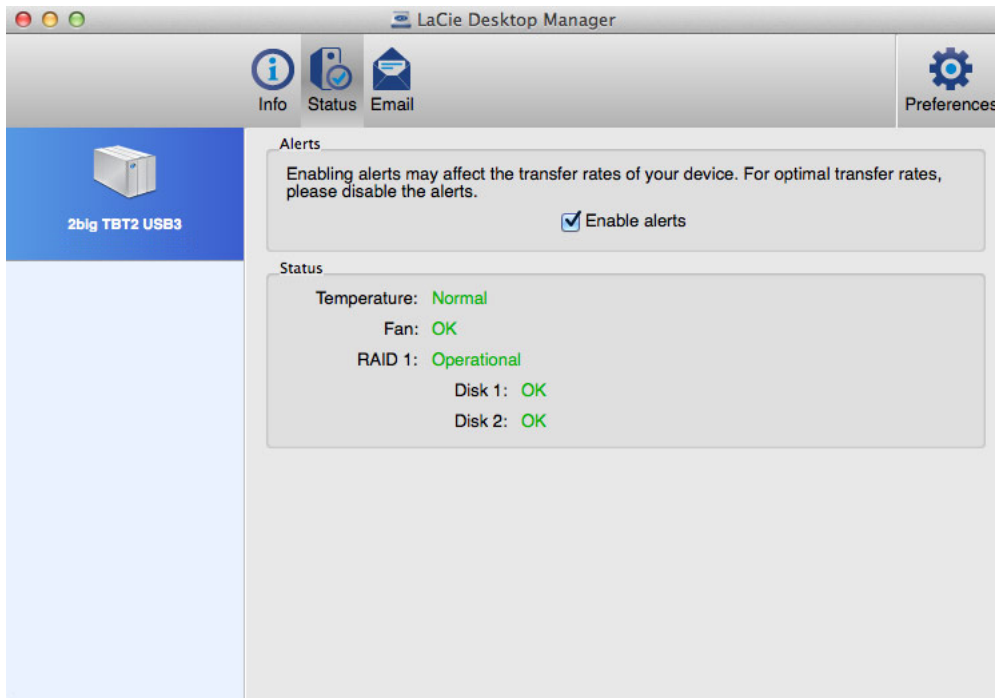 LaCie Desktop Manager
Info Status Email Preferences
2big TBT2 USB3
Alerts
Enabling alerts may affect the transfer rates of your device. For optimal transfer rates,
please disable the alerts.
Enable alerts
Status
Temperature: Normal
Fan: OK
RAID 1: Operational
Disk 1: OK
Disk 2: OK